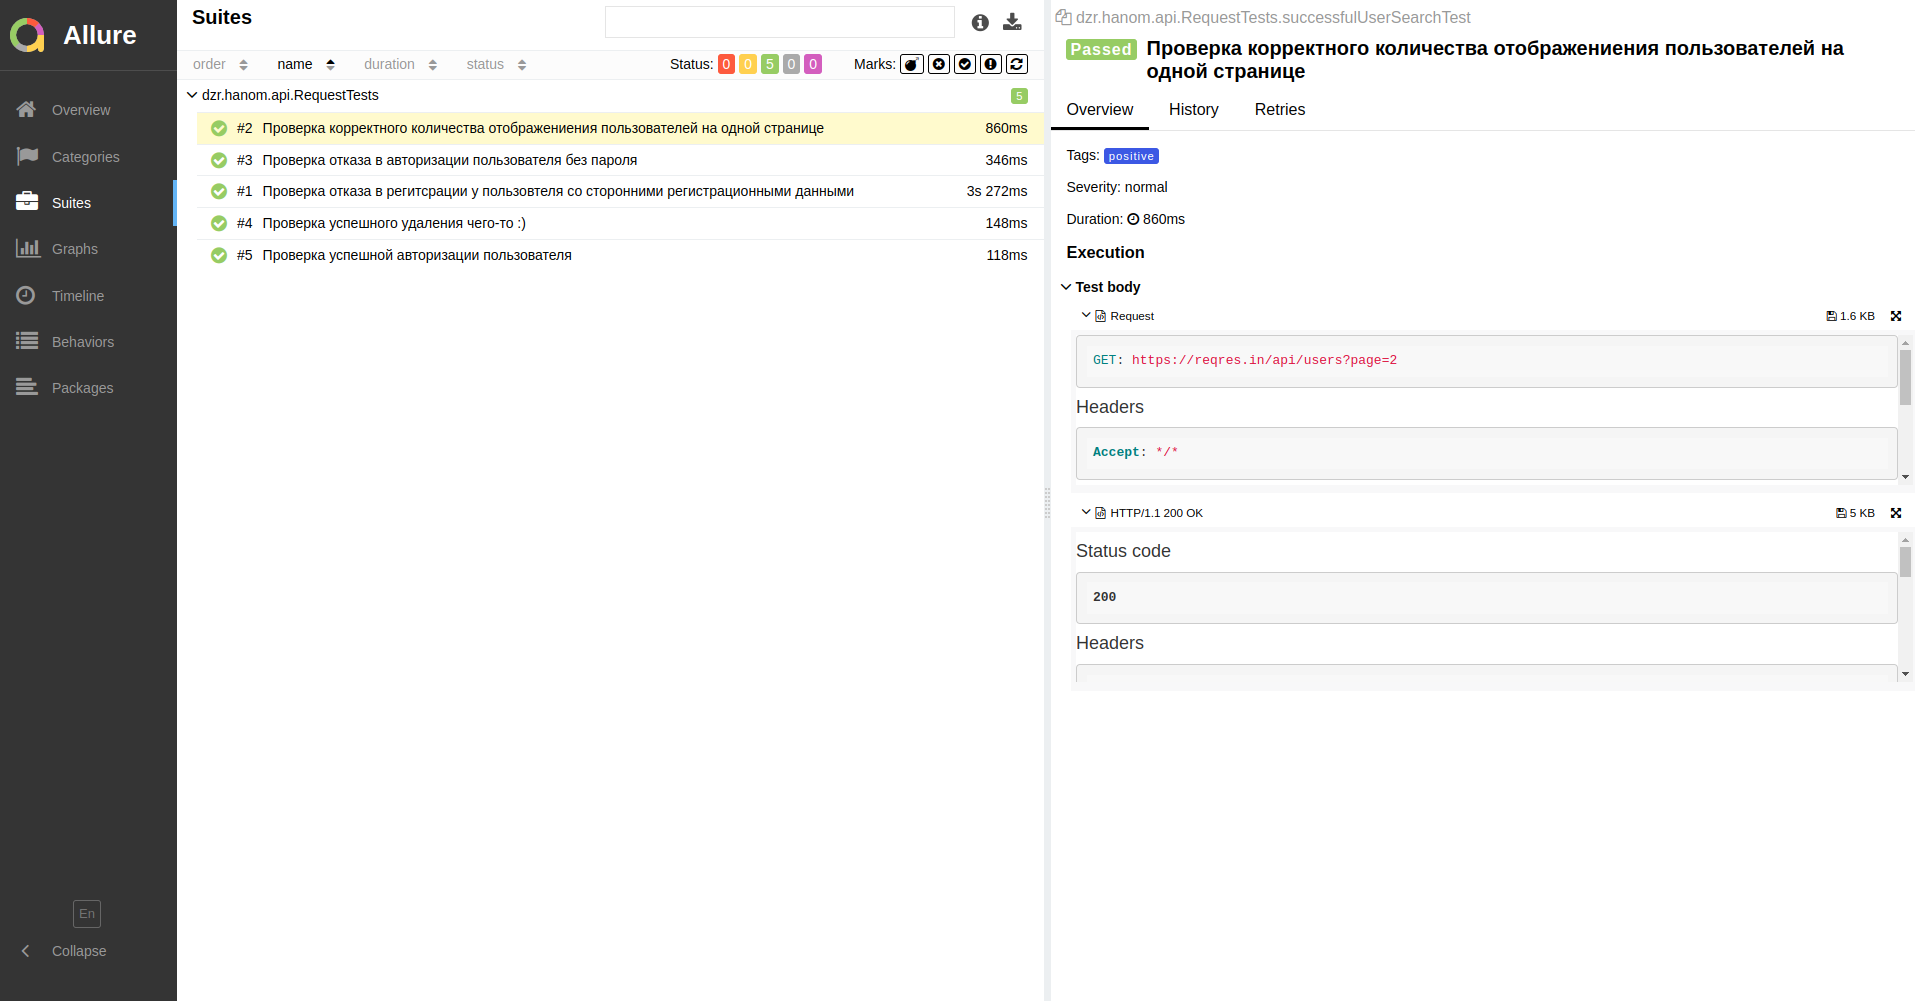 Allure
Overview
Categories
Suites
Graphs
Timeline
Behaviors
Packages
En
Collapse
Suites
order name duration status Status: 0 0 5 0 0 Marks:
dzr.hanom.api.RequestTests 5
#2 Проверка корректного количества отображениения пользователей на одной странице 860ms
#3 Проверка отказа в авторизации пользователя без пароля 346ms
#1 Проверка отказа в регитсрации у пользовтеля со сторонними регистрационными данными 3s 272ms
#4 Проверка успешного удаления чего-то :) 148ms
#5 Проверка успешной авторизации пользователя 118ms
dzr.hanom.api.RequestTests.successfulUserSearchTest
Passed Проверка корректного количества отображениения пользователей на
одной странице
Overview History Retries
Tags: positive
Severity: normal
Duration: 860ms
Execution
Test body
Request 1.6 KB
GET: https://reqres.in/api/users?page=2
Headers
Accept: */*
HTTP/1.1 200 OK 5 KB
Status code
200
Headers